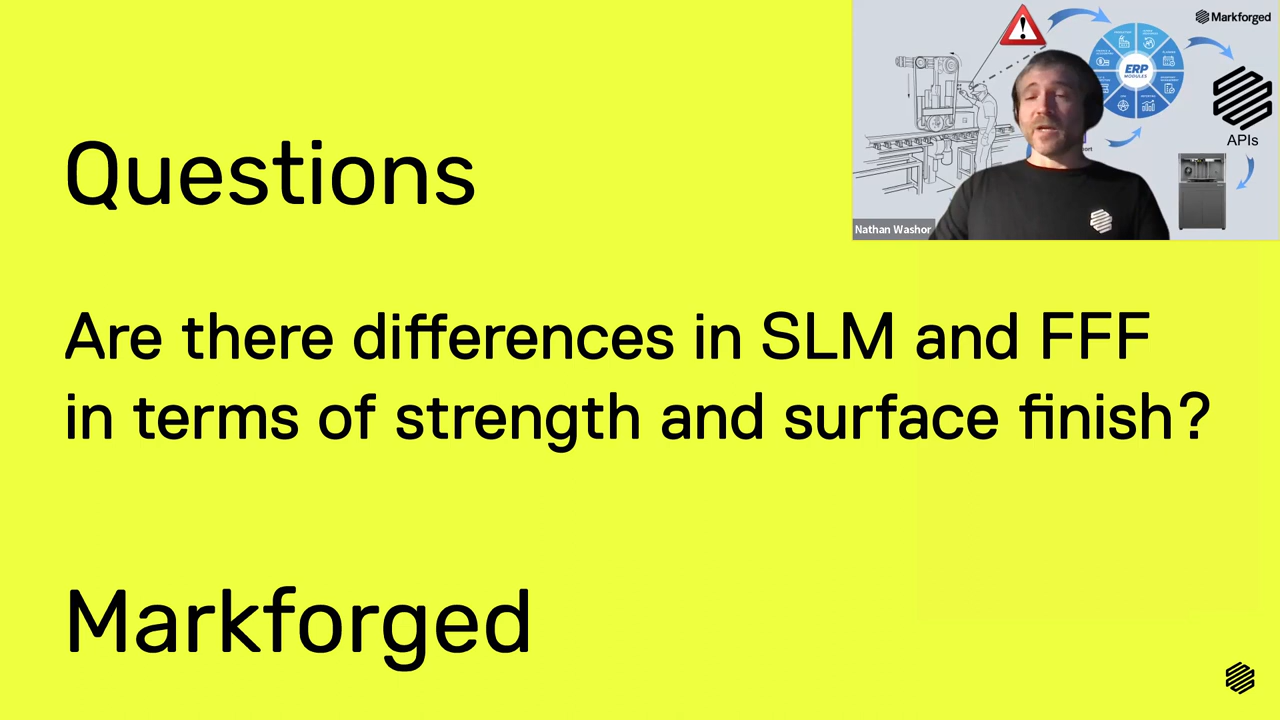 Markforged
ERP
MODULES
APIs
Nathan Washor
Questions
Are there differences in SLM and FFF
in terms of strength and surface finish?
Markforged